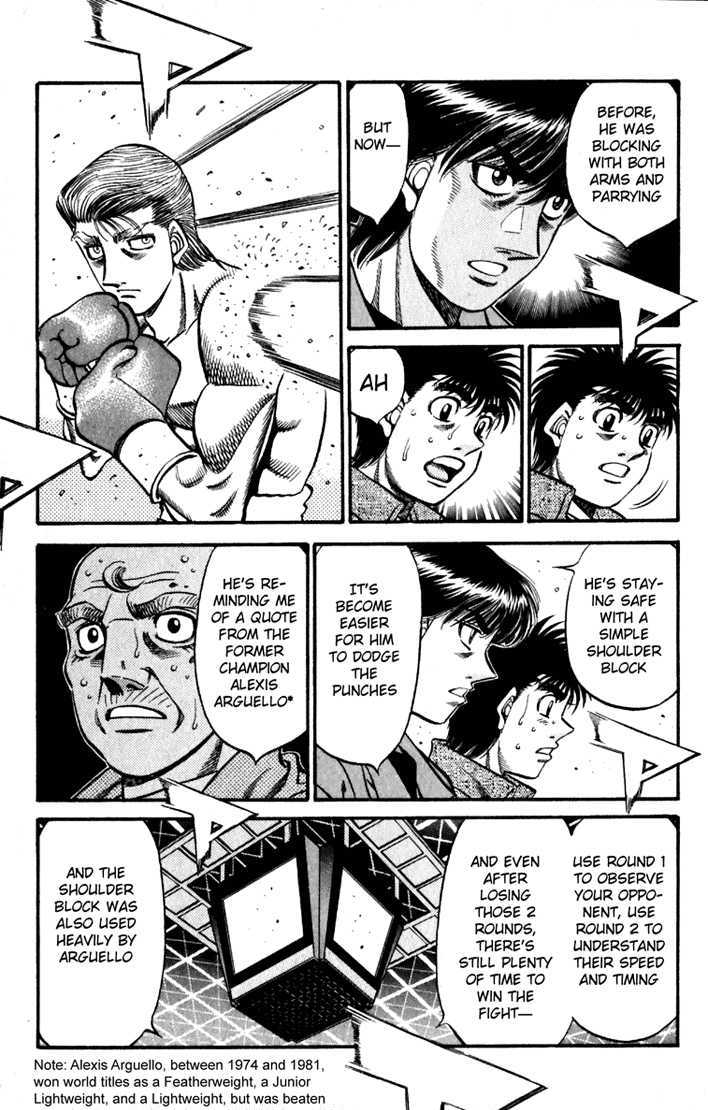 BEFORE,
HE WAS
BLOCKING
WITH BOTH
ARMS AND
PARRYING
BUT
NOW—
AH
HE'S STAY-
ING SAFE
WITH A
SIMPLE
SHOULDER
BLOCK
IT'S
BECOME
EASIER
FOR HIM
TO DODGE
THE
PUNCHES
HE'S RE-
MINDING ME
OF A QUOTE
FROM THE
FORMER
CHAMPION
ALEXIS
ARGUELLO*
USE ROUND 1
TO OBSERVE
YOUR OPPO-
NENT, USE
ROUND 2 TO
UNDERSTAND
THEIR SPEED
AND TIMING
AND EVEN
AFTER
LOSING
THOSE 2
ROUNDS,
THERE'S
STILL PLENTY
OF TIME TO
WIN THE
FIGHT—
AND THE
SHOULDER
BLOCK WAS
ALSO USED
HEAVILY BY
ARGUELLO
Note: Alexis Arguello, between 1974 and 1981,
won world titles as a Featherweight, a Junior
Lightweight, and a Lightweight, but was beaten